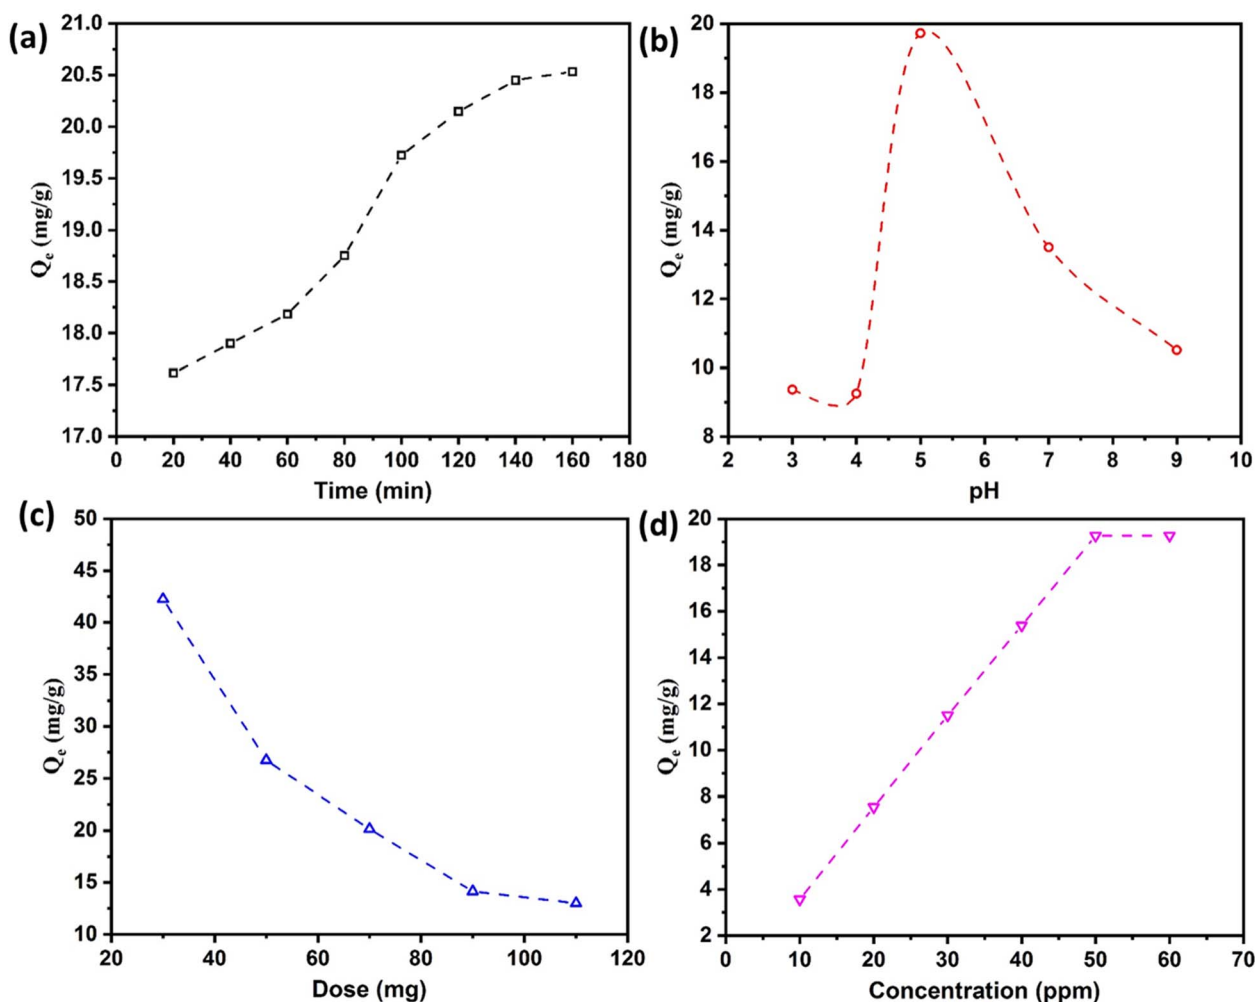 (a)
21.0
20.5
20.0
19.5
19.0
18.5
18.0
17.5
17.0
Qe (mg/g)
0 20 40 60 80 100 120 140 160 180
Time (min)
(b)
20
18
16
14
12
10
8
Qe (mg/g)
2 3 4 5 6 7 8 9 10
pH
(c)
50
45
40
35
30
25
20
15
10
Qe (mg/g)
20 40 60 80 100 120
Dose (mg)
(d)
20
18
16
14
12
10
8
6
4
2
Qe (mg/g)
0 10 20 30 40 50 60 70
Concentration (ppm)